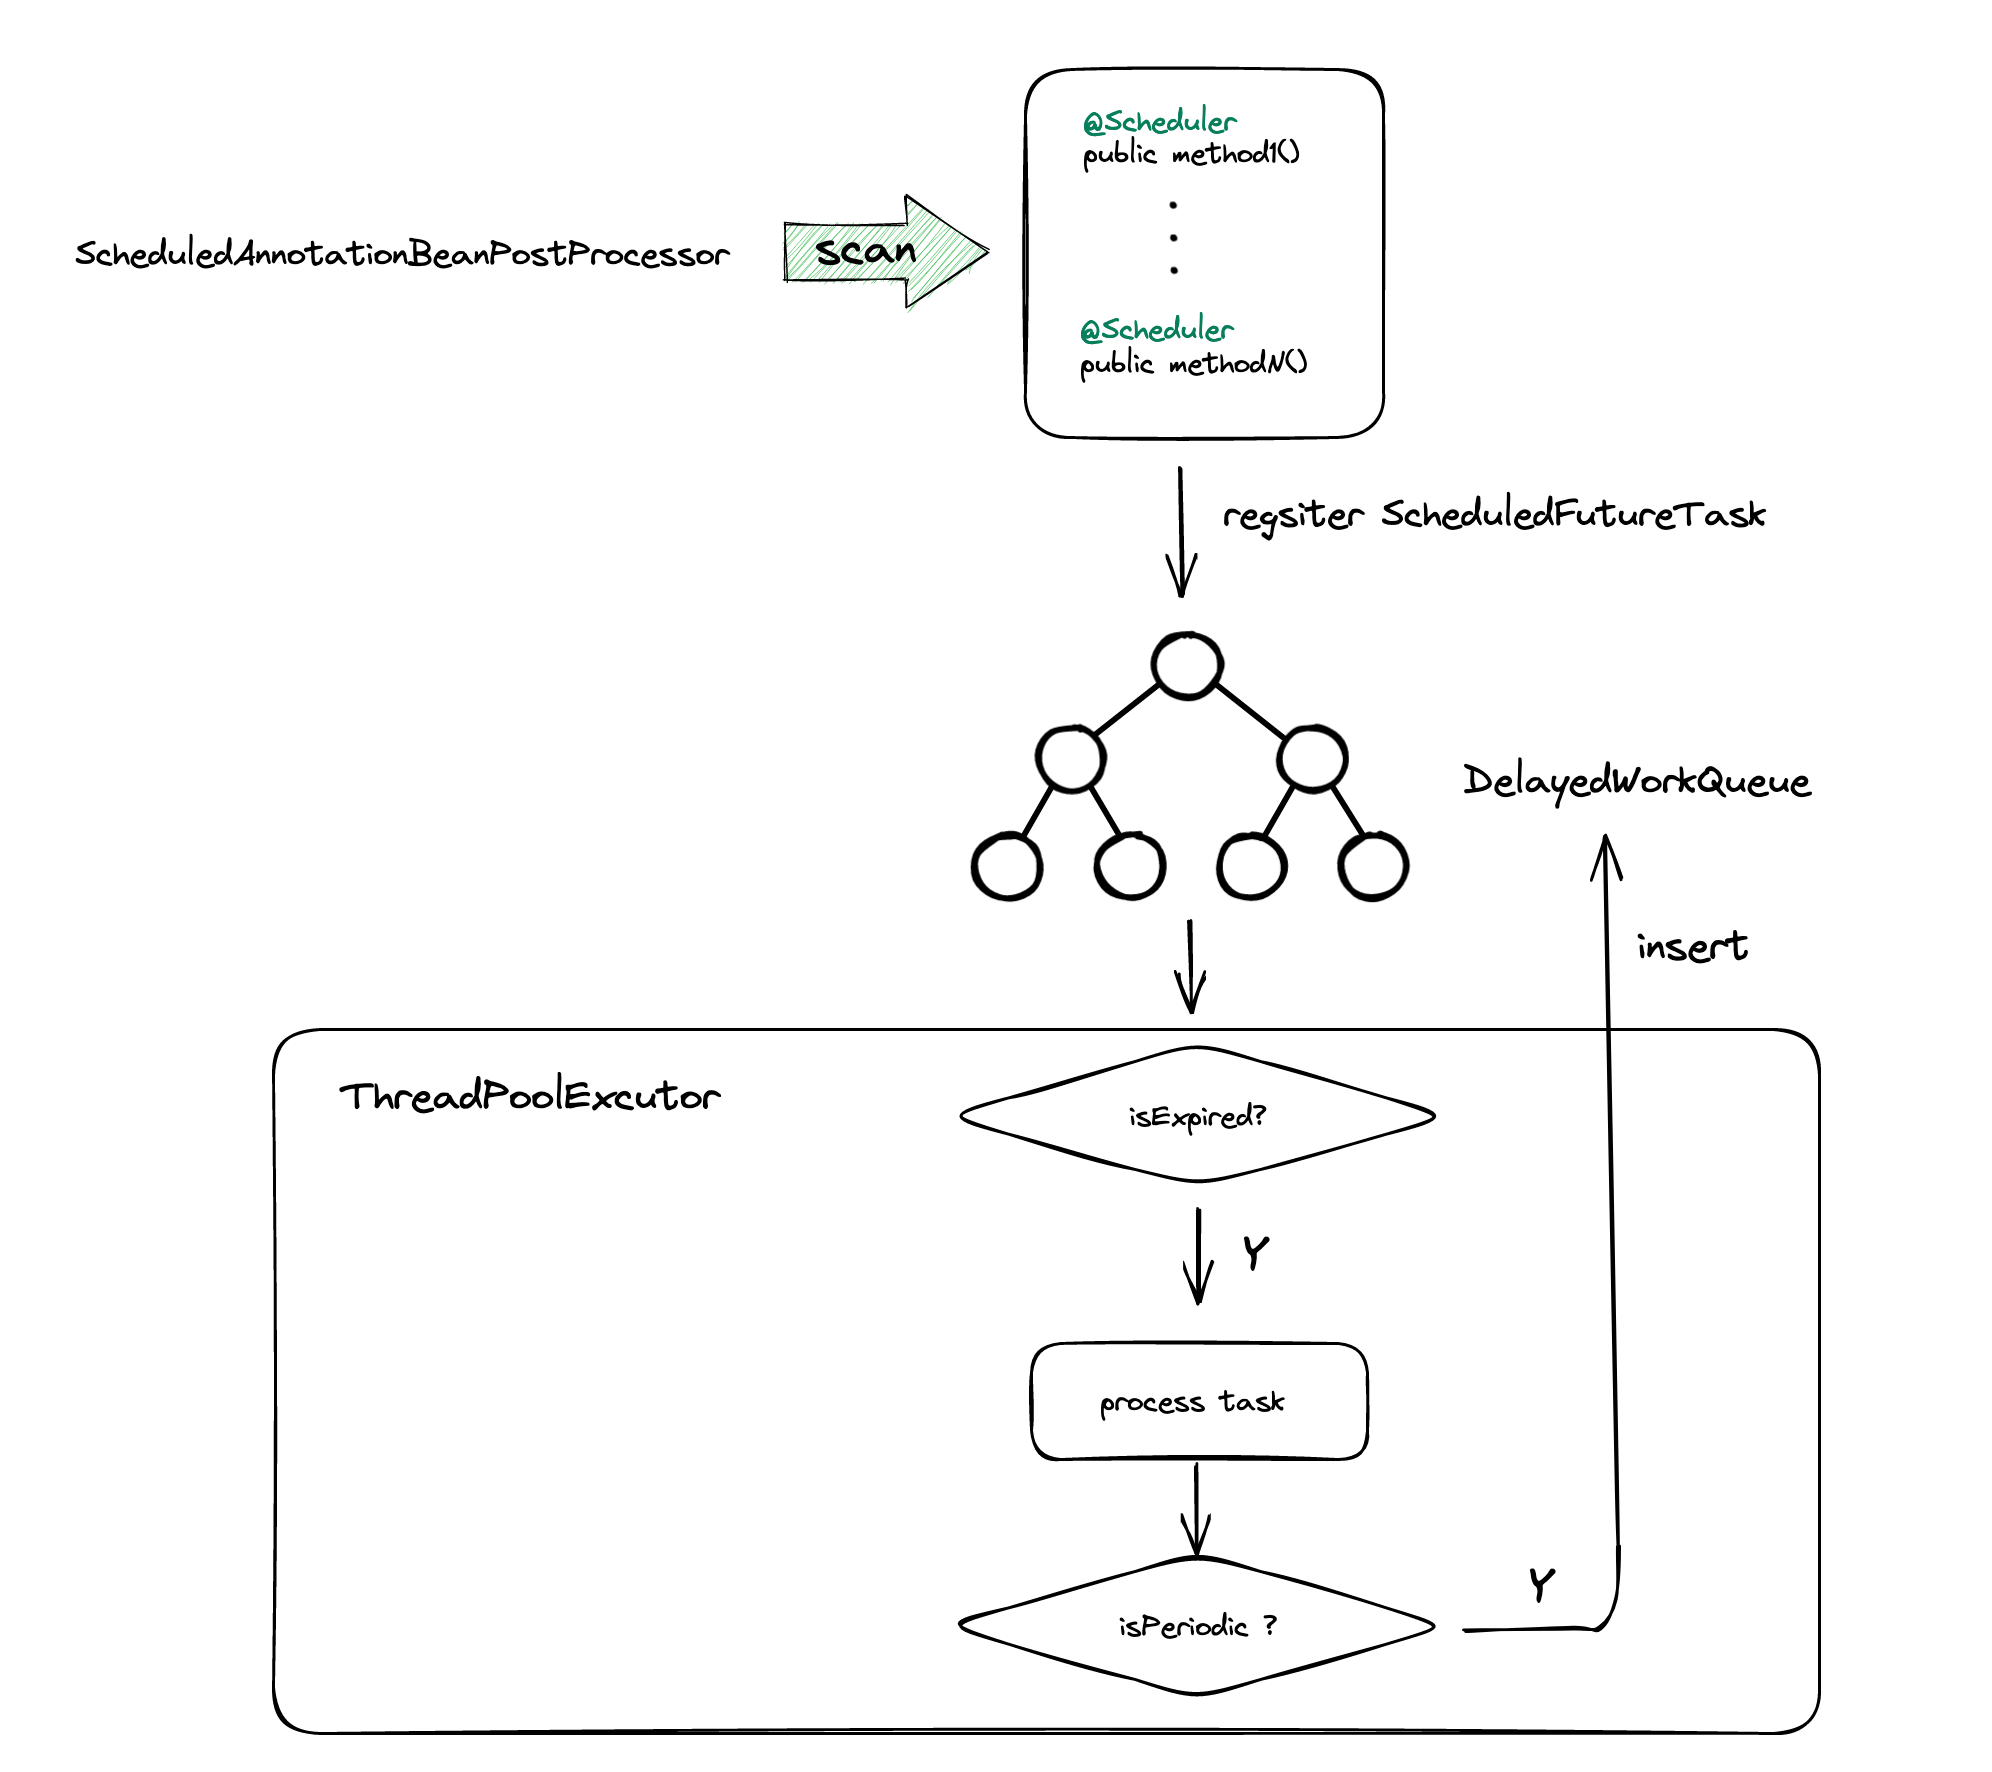 @Scheduler
public method1()
ScheduledAnnotationBeanPostProcessor
scan
@Scheduler
public methodN()
regsiter ScheduledFutureTask
DelayedWorkQueue
insert
ThreadPoolExcutor
isExpired?
Y
process task
Y
isPeriodic ?